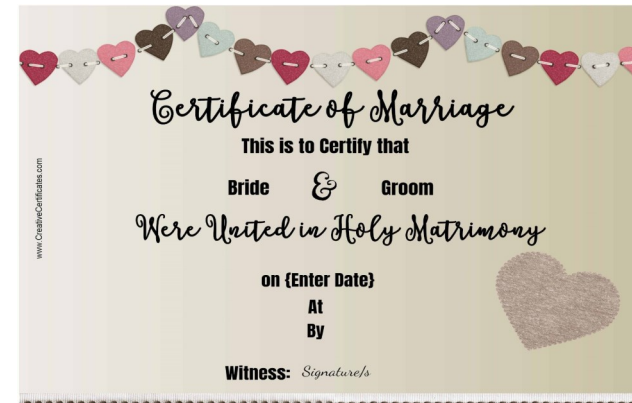 Certificate of Marriage
This is to Certify that
Bride & Groom
Were United in Holy Matrimony
on {Enter Date}
At
By
Witness: Signature/s
www.CreativeCertificates.com